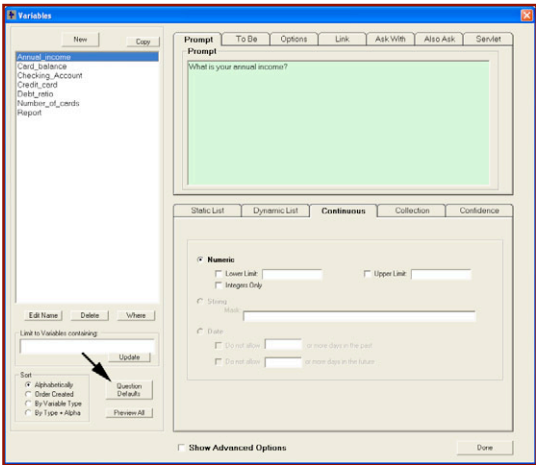 Variables
New
Copy
Annual_income
Card_balance
Checking_Account
Credit_card
Debt_ratio
Number_of_cards
Report
Edit Name
Delete
Where
Limit to Variables containing:
Update
Sort
Alphabetically
Order Created
By Variable Type
By Type + Alpha
Question
Defaults
Preview All
Prompt To Be Options Link Ask With Also Ask Servlet
Prompt
What is your annual income?
Static List Dynamic List Continuous Collection Confidence
Numeric
Lower Limit: Upper Limit:
Integers Only
String
Mask:
Date
Do not allow or more days in the past
Do not allow or more days in the future
Show Advanced Options
Done